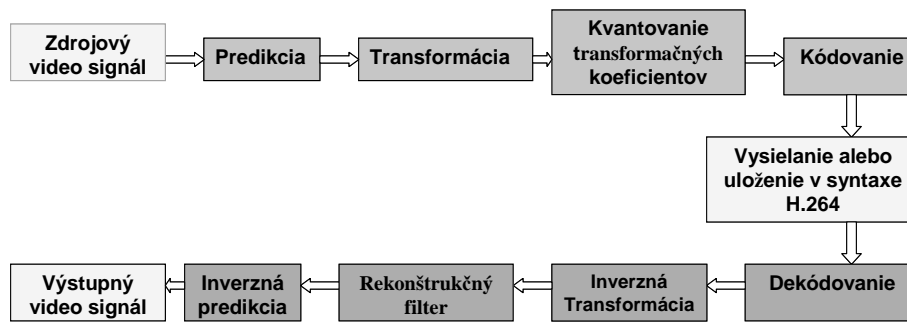 Zdrojový
video signál
Predikcia
Transformácia
Kvantovanie
transformačných
koeficientov
Kódovanie
Vysielanie alebo
uloženie v syntaxe
H.264
Výstupný
video signál
Inverzná
predikcia
Rekonštrukčný
filter
Inverzná
Transformácia
Dekódovanie